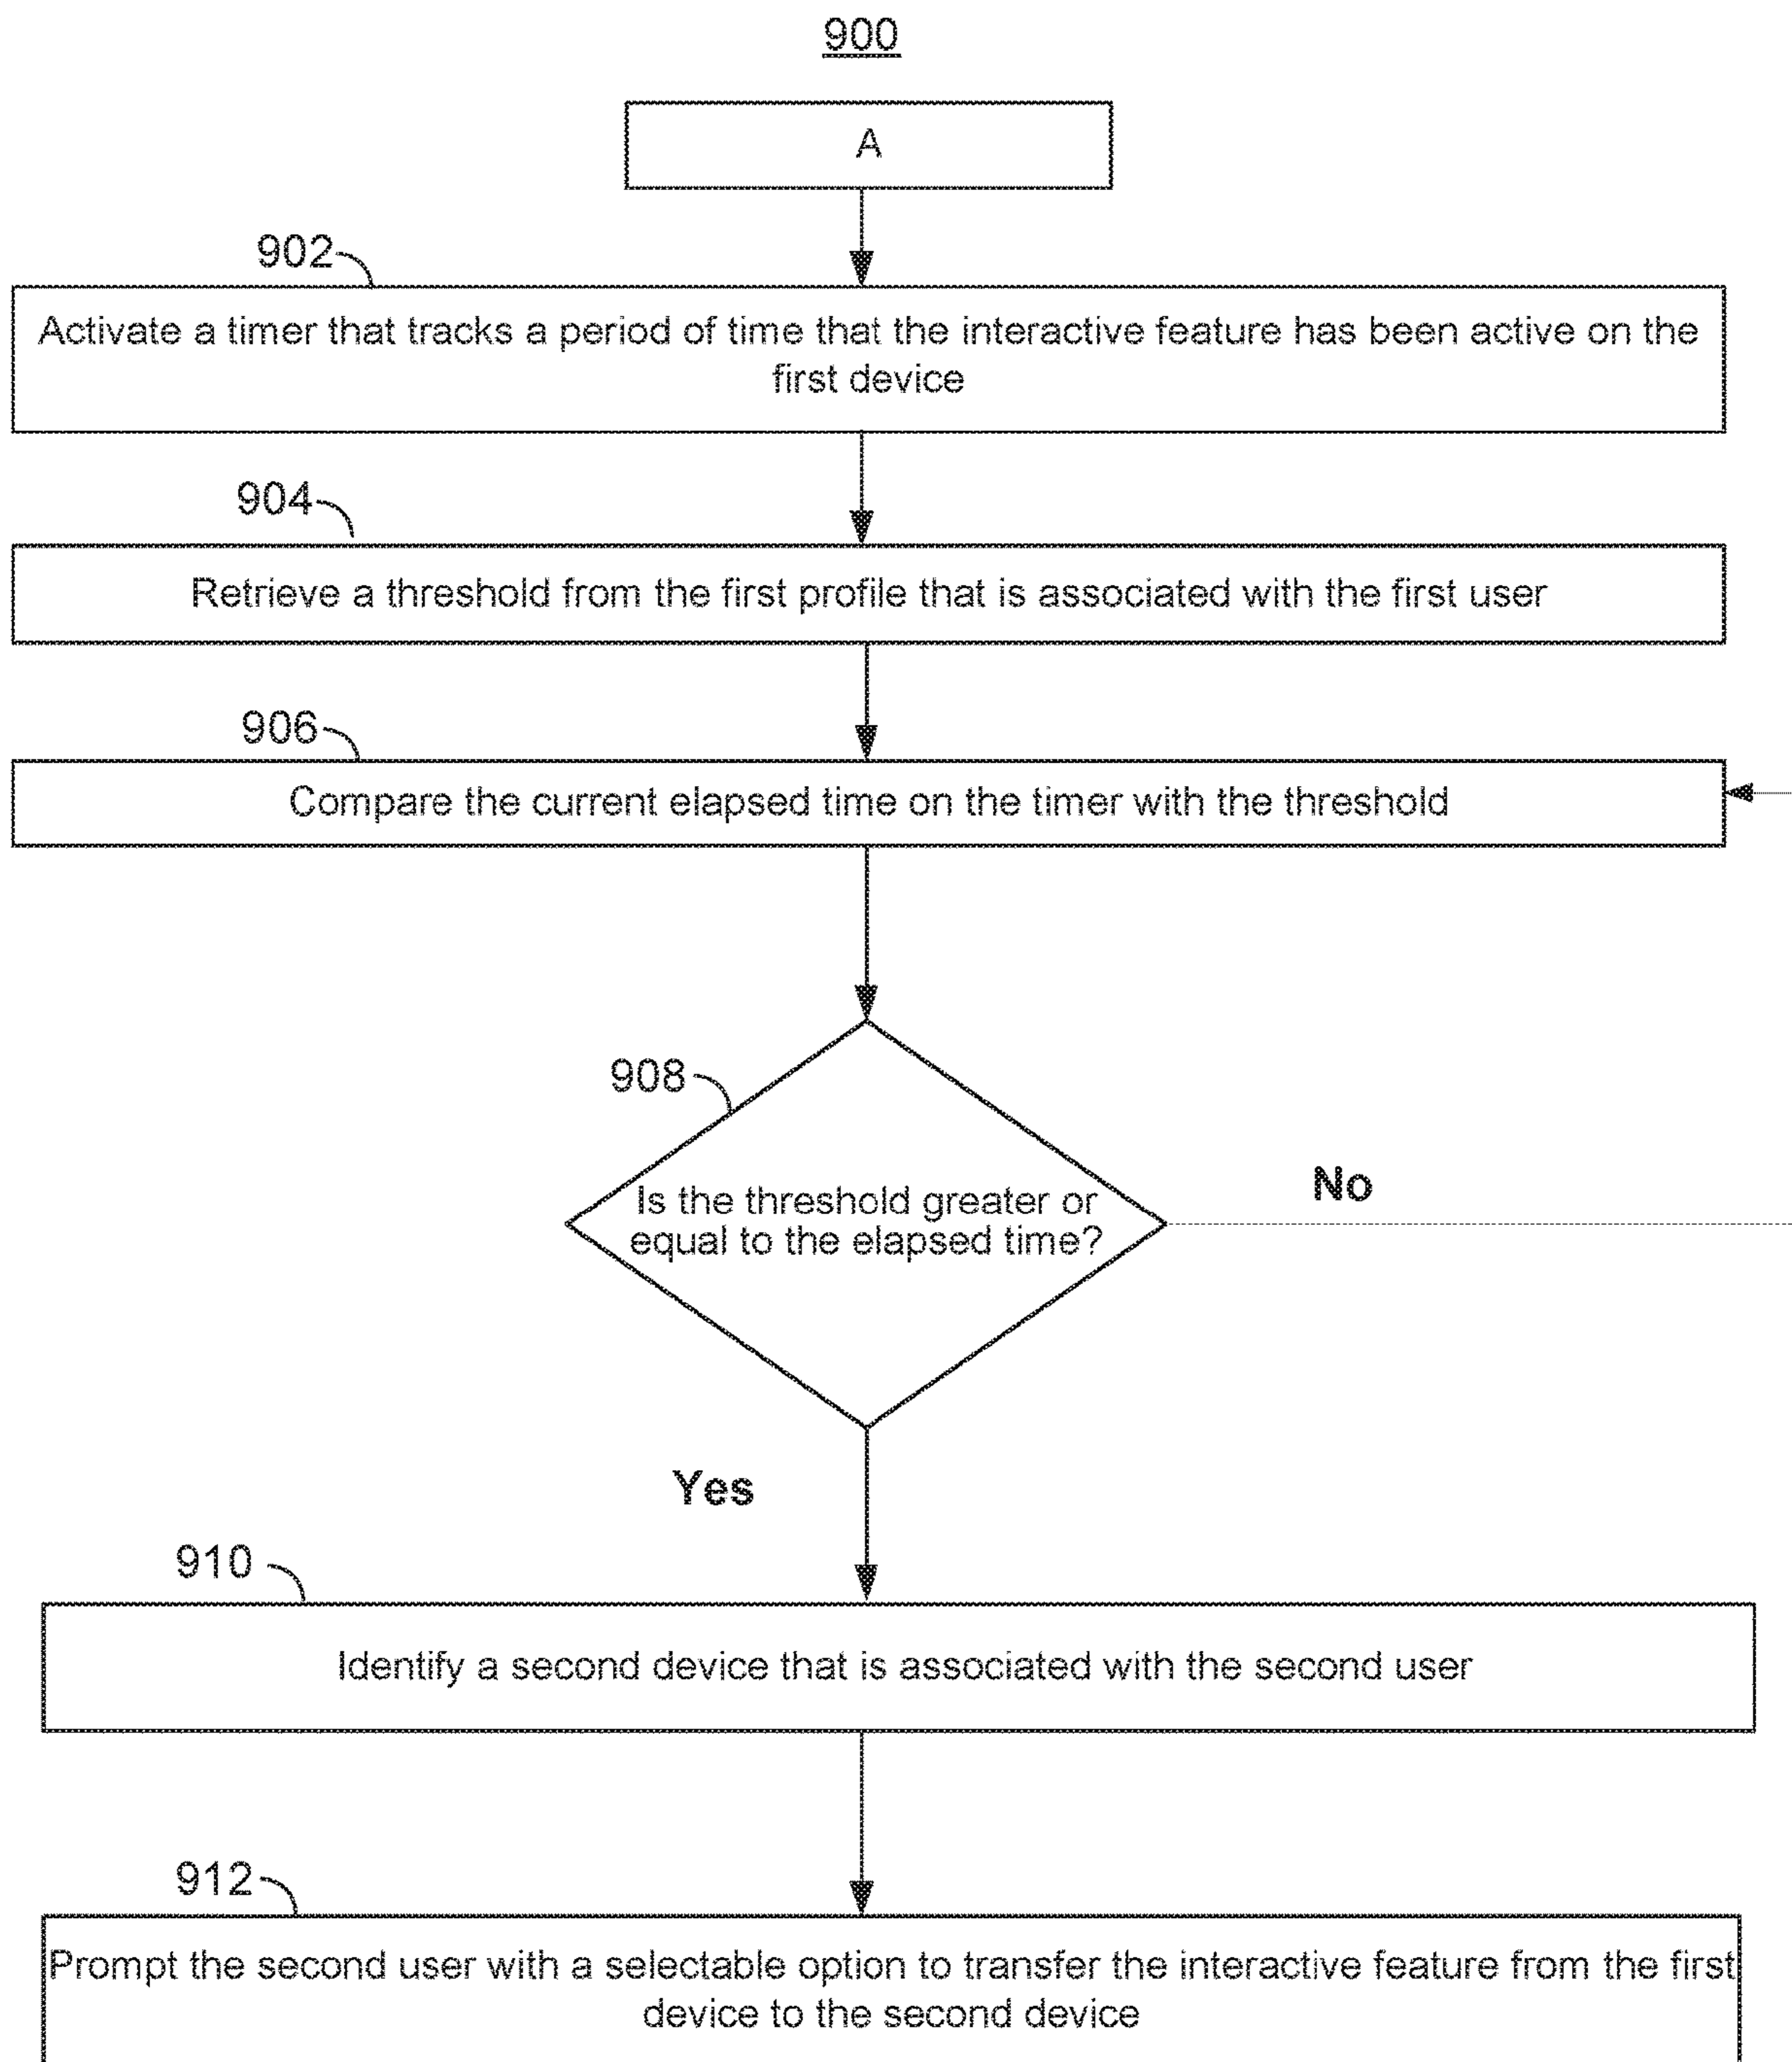 900
A
902
Activate a timer that tracks a period of time that the interactive feature has been active on the
first device
904
Retrieve a threshold from the first profile that is associated with the first user
906
Compare the current elapsed time on the timer with the threshold
908
Is the threshold greater or
equal to the elapsed time?
No
Yes
910
Identify a second device that is associated with the second user
912
Prompt the second user with a selectable option to transfer the interactive feature from the first
device to the second device